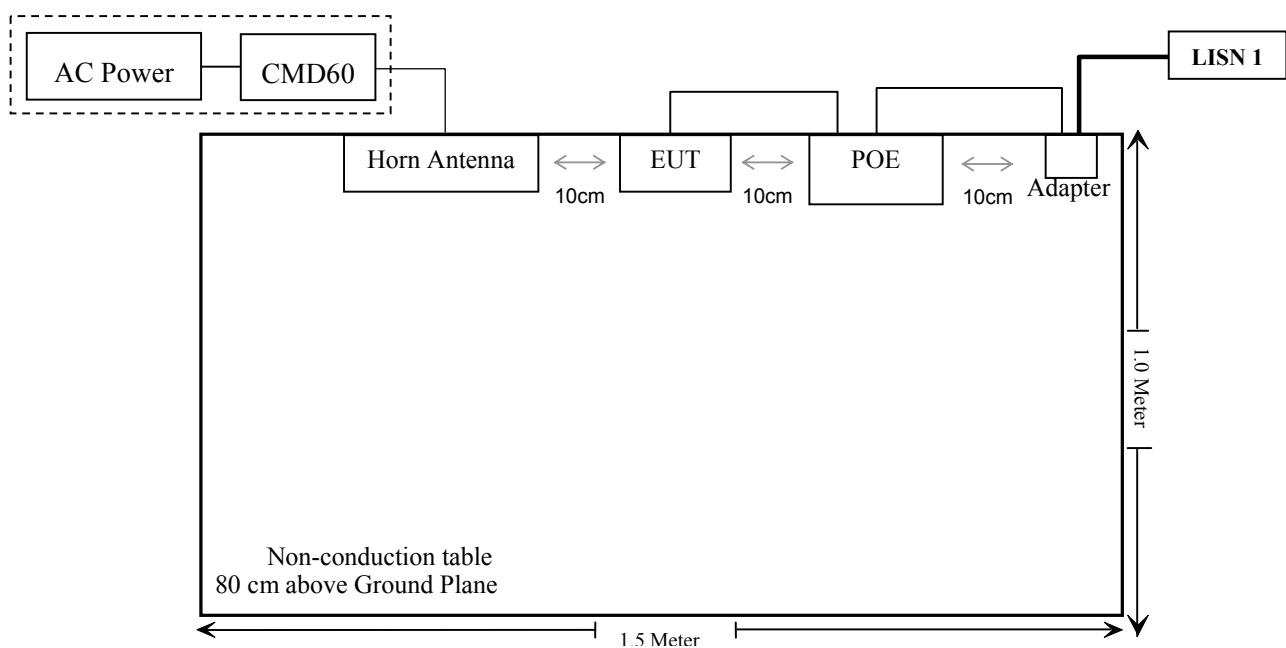 AC Power
CMD60
LISN 1
Horn Antenna
EUT
POE
Adapter
10cm
10cm
10cm
1.0 Meter
Non-conduction table
80 cm above Ground Plane
1.5 Meter